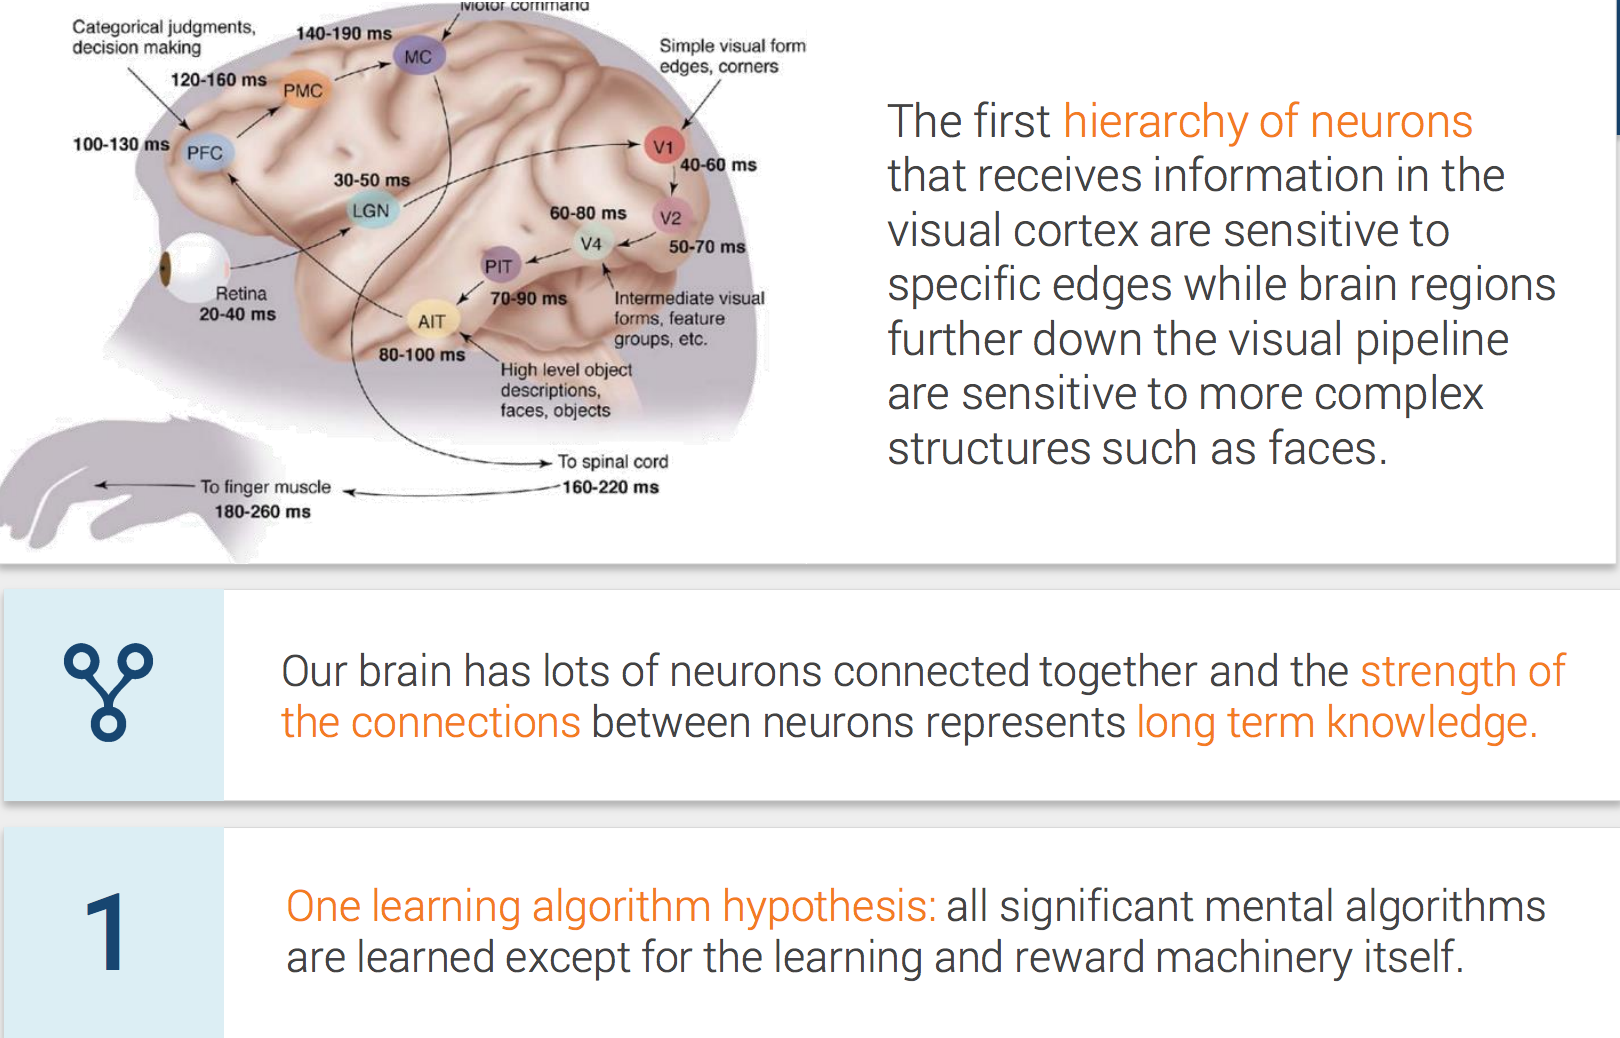 Motor command
Categorical judgments,
decision making
140-190 ms
MC
Simple visual form
edges, corners
120-160 ms
PMC
100-130 ms
PFC
V1
40-60 ms
30-50 ms
LGN
60-80 ms
V2
V4
50-70 ms
PIT
70-90 ms
Retina
20-40 ms
Intermediate visual
forms, feature
groups, etc.
AIT
80-100 ms
High level object
descriptions,
faces, objects
To spinal cord
160-220 ms
To finger muscle
180-260 ms
The first hierarchy of neurons
that receives information in the
visual cortex are sensitive to
specific edges while brain regions
further down the visual pipeline
are sensitive to more complex
structures such as faces.
Our brain has lots of neurons connected together and the strength of
the connections between neurons represents long term knowledge.
1
One learning algorithm hypothesis: all significant mental algorithms
are learned except for the learning and reward machinery itself.